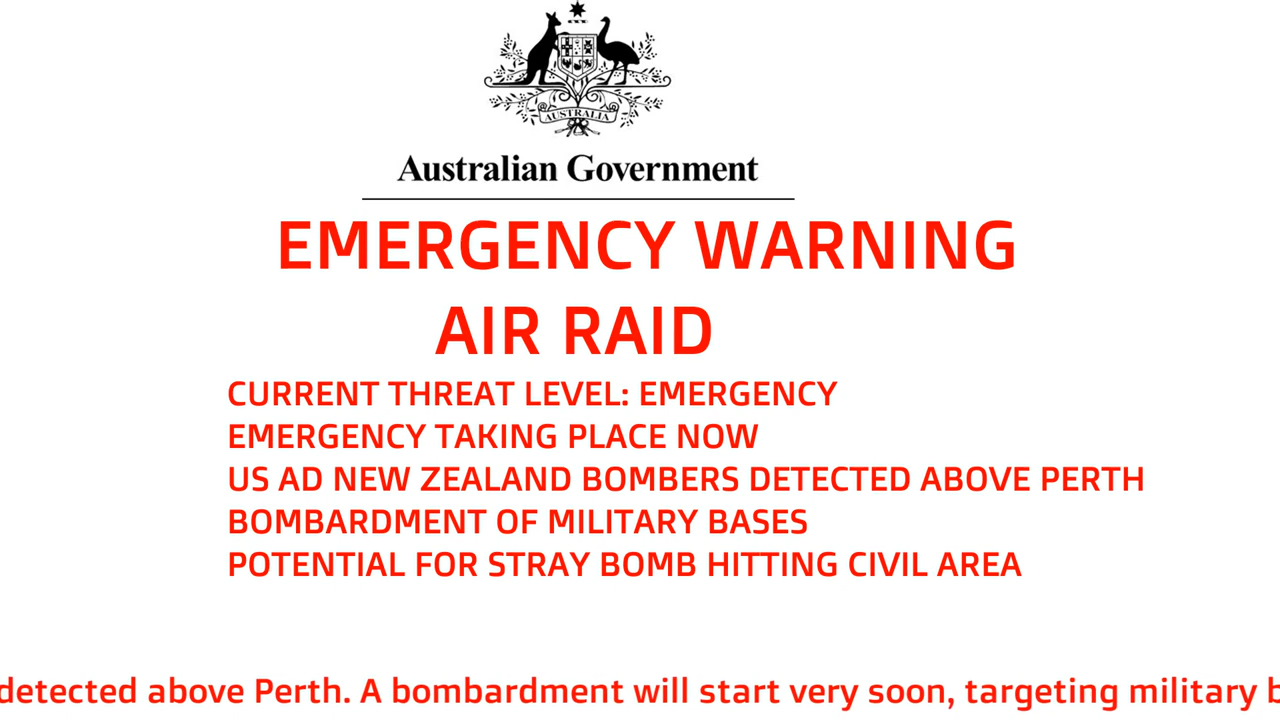 AUSTRALIA
Australian Government
EMERGENCY WARNING
AIR RAID
CURRENT THREAT LEVEL: EMERGENCY
EMERGENCY TAKING PLACE NOW
US AD NEW ZEALAND BOMBERS DETECTED ABOVE PERTH
BOMBARDMENT OF MILITARY BASES
POTENTIAL FOR STRAY BOMB HITTING CIVIL AREA
detected above Perth. A bombardment will start very soon, targeting military b